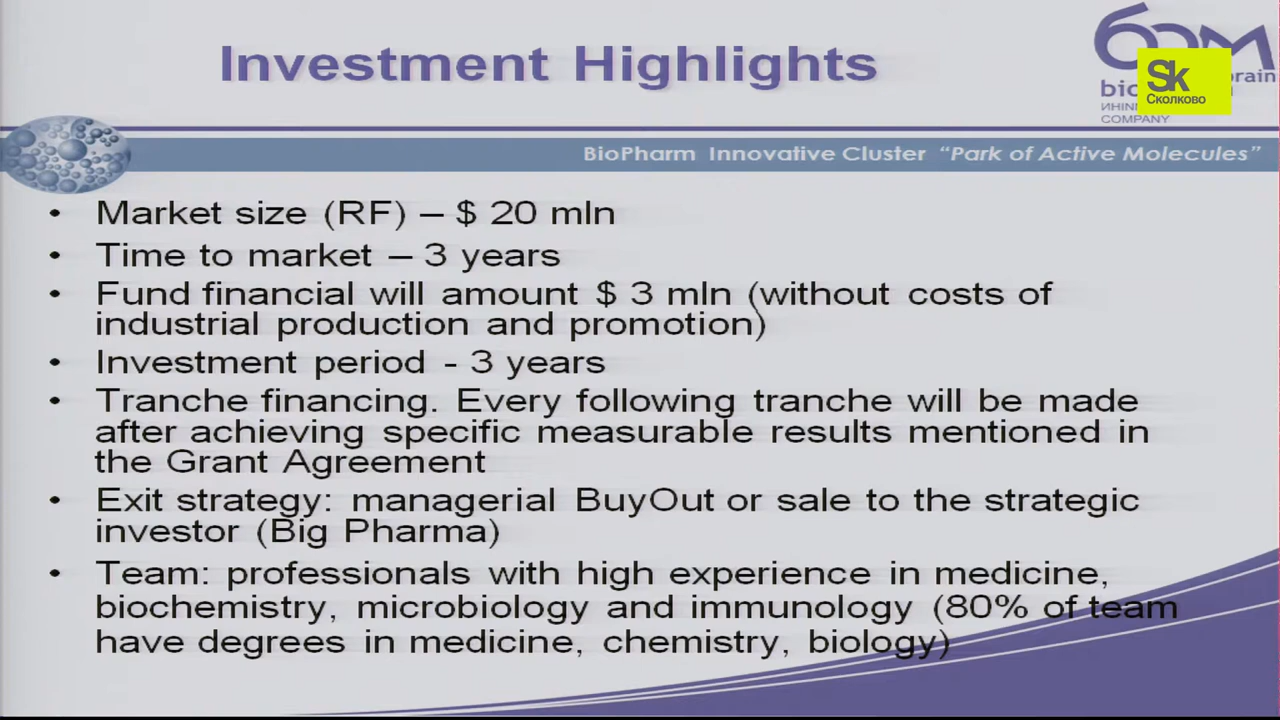 Investment Highlights
Sk
Сколково
brain
COMPANY
BioPharm Innovative Cluster “Park of Active Molecules”
• Market size (RF) – $ 20 mln
• Time to market – 3 years
• Fund financial will amount $ 3 mln (without costs of
industrial production and promotion)
• Investment period - 3 years
• Tranche financing. Every following tranche will be made
after achieving specific measurable results mentioned in
the Grant Agreement
• Exit strategy: managerial BuyOut or sale to the strategic
investor (Big Pharma)
• Team: professionals with high experience in medicine,
biochemistry, microbiology and immunology (80% of team
have degrees in medicine, chemistry, biology)